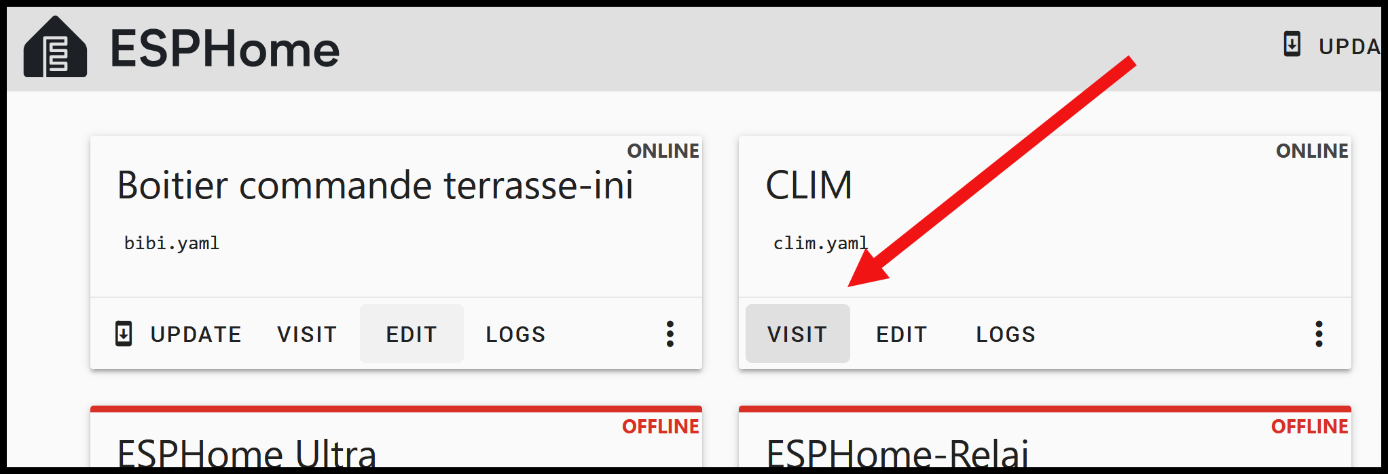 ESPHome
UPDA
ONLINE
Boitier commande terrasse-ini
bibi.yaml
UPDATE VISIT EDIT LOGS
ONLINE
CLIM
clim.yaml
VISIT EDIT LOGS
OFFLINE
ESPHome Ultra
OFFLINE
ESPHome-Relai